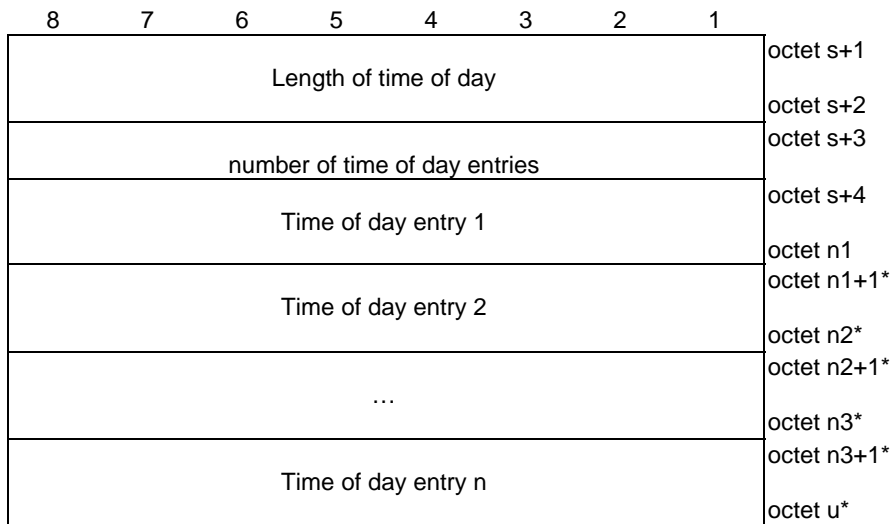 8 7 6 5 4 3 2 1
octet s+1
Length of time of day
octet s+2
octet s+3
number of time of day entries
octet s+4
Time of day entry 1
octet n1
octet n1+1*
Time of day entry 2
octet n2*
octet n2+1*
…
octet n3*
octet n3+1*
Time of day entry n
octet u*